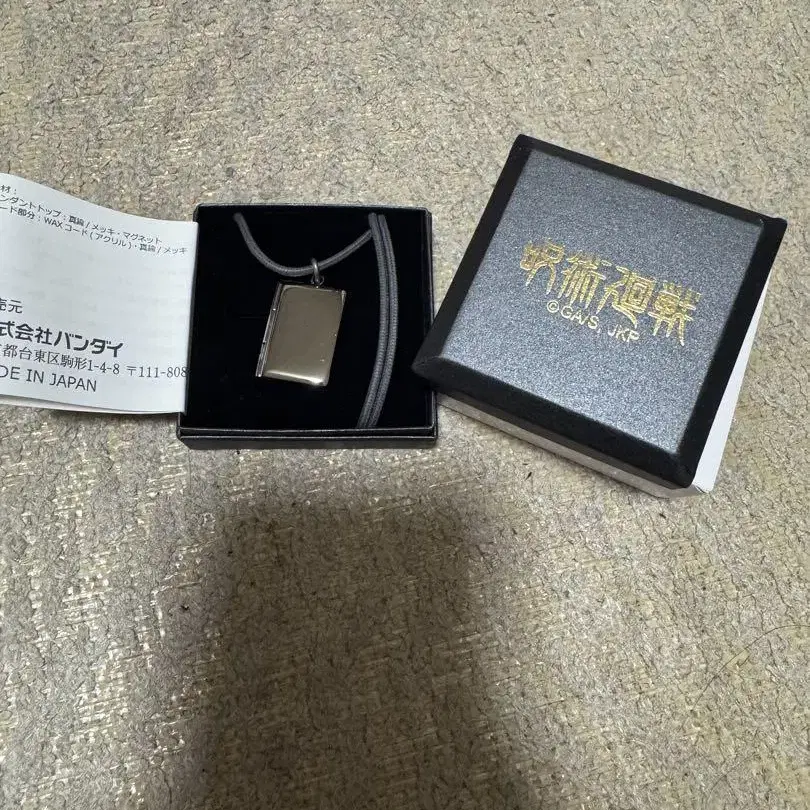 材：
ンダントトップ：真鍮/メッキ・マグネット
ード部分：WAXコード(アクリル)・真鍮/メッキ
売元
式会社バンダイ
都台東区駒形1-4-8 〒111-808
DE IN JAPAN
呪術廻戦
©GA/S JKP